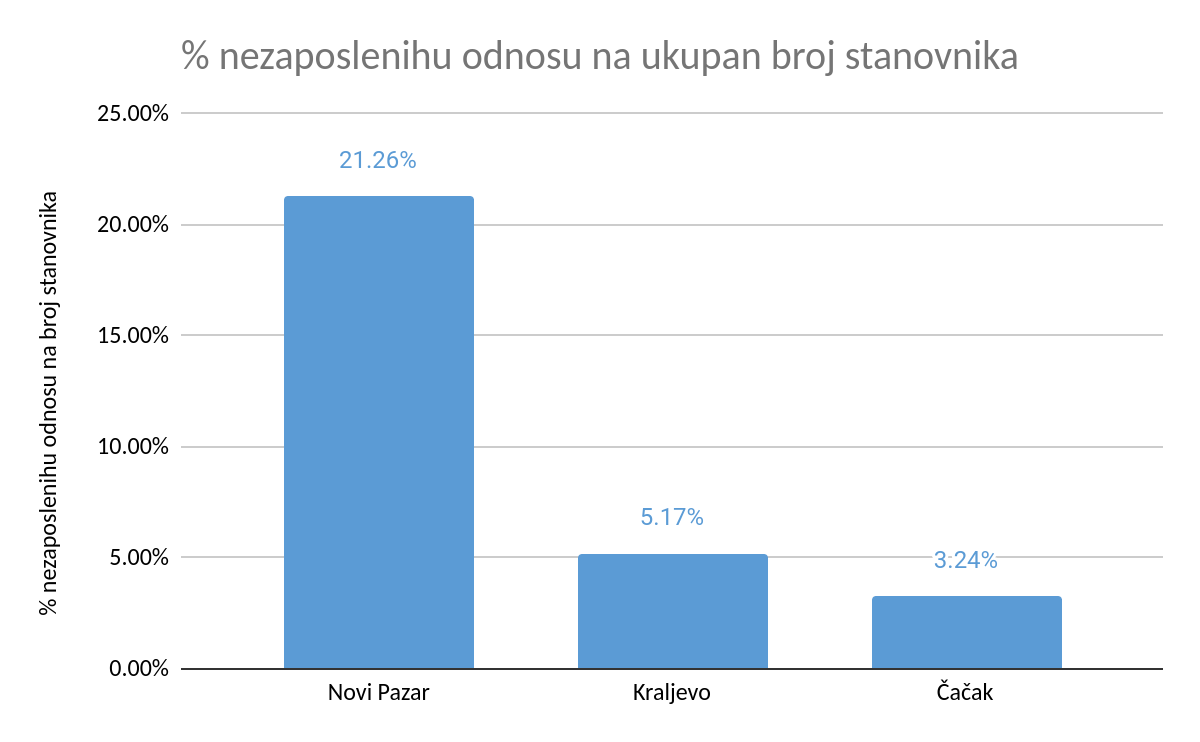 % nezaposlenihu odnosu na ukupan broj stanovnika
% nezaposlenihu odnosu na broj stanovnika
25.00%
20.00%
15.00%
10.00%
5.00%
0.00%
21.26%
5.17%
3.24%
Novi Pazar
Kraljevo
Čačak